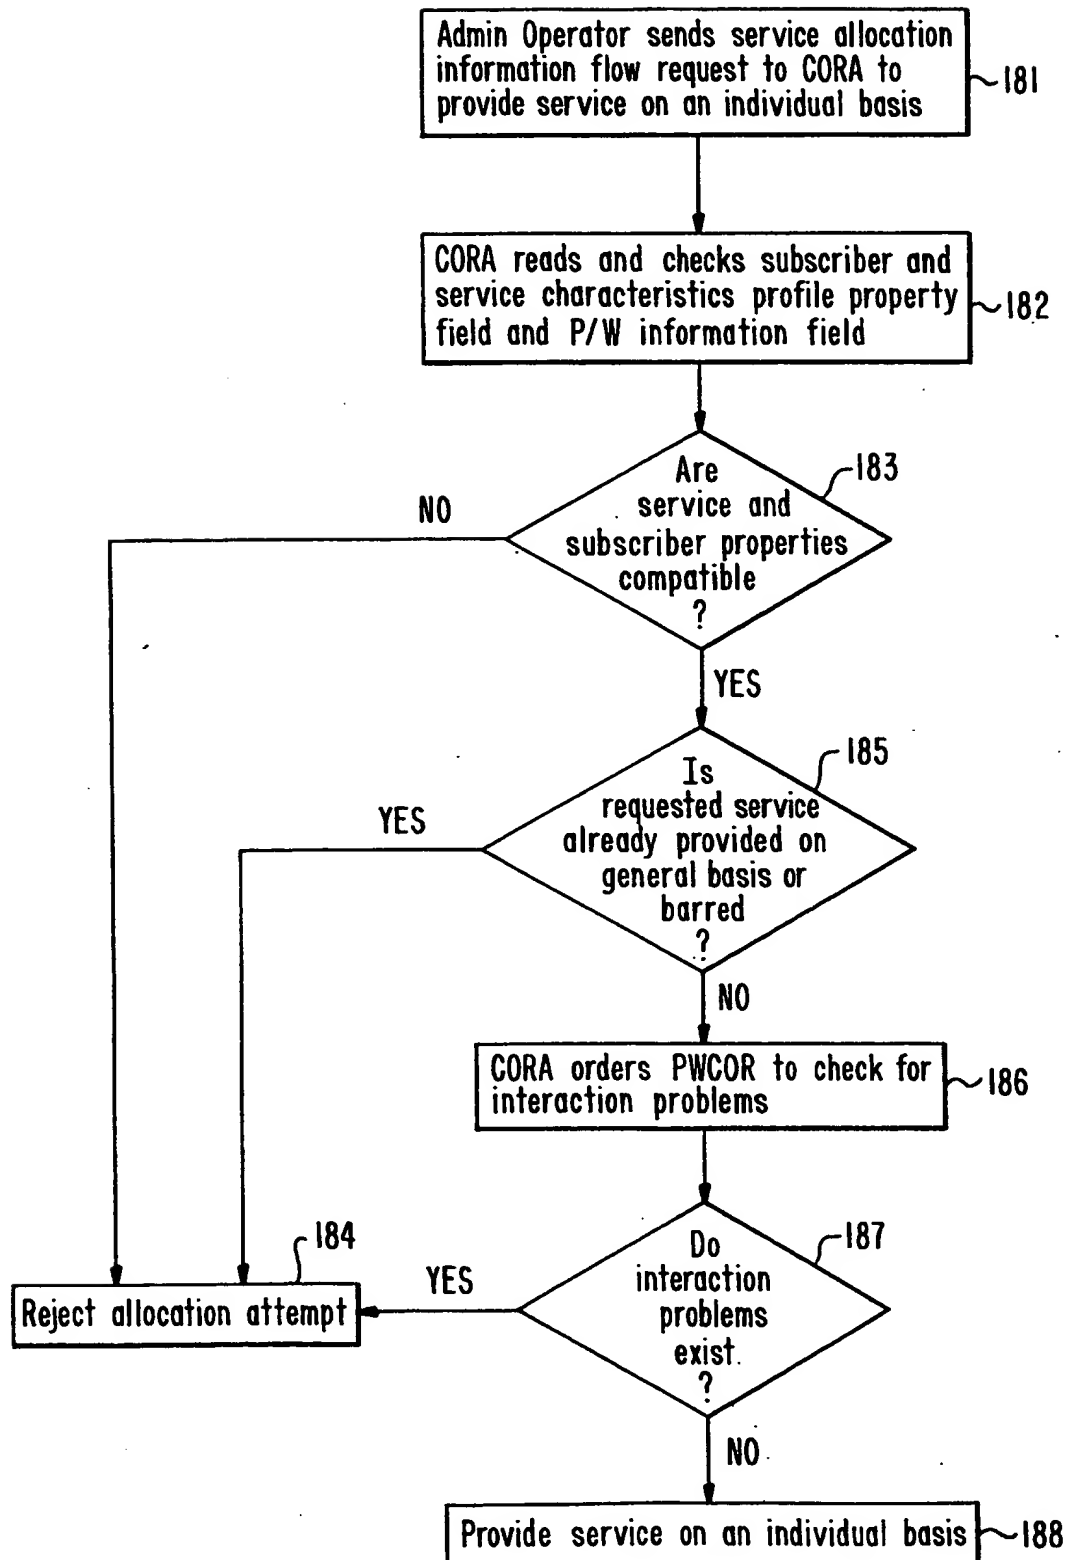 Admin Operator sends service allocation
information flow request to CORA to
provide service on an individual basis
181
CORA reads and checks subscriber and
service characteristics profile property
field and P/W information field
182
Are
service and
subscriber properties
compatible
?
183
NO
YES
Is
requested service
already provided on
general basis or
barred
?
185
YES
NO
CORA orders PWCOR to check for
interaction problems
186
Do
interaction
problems
exist.
?
187
YES
184
Reject allocation attempt
NO
Provide service on an individual basis
188